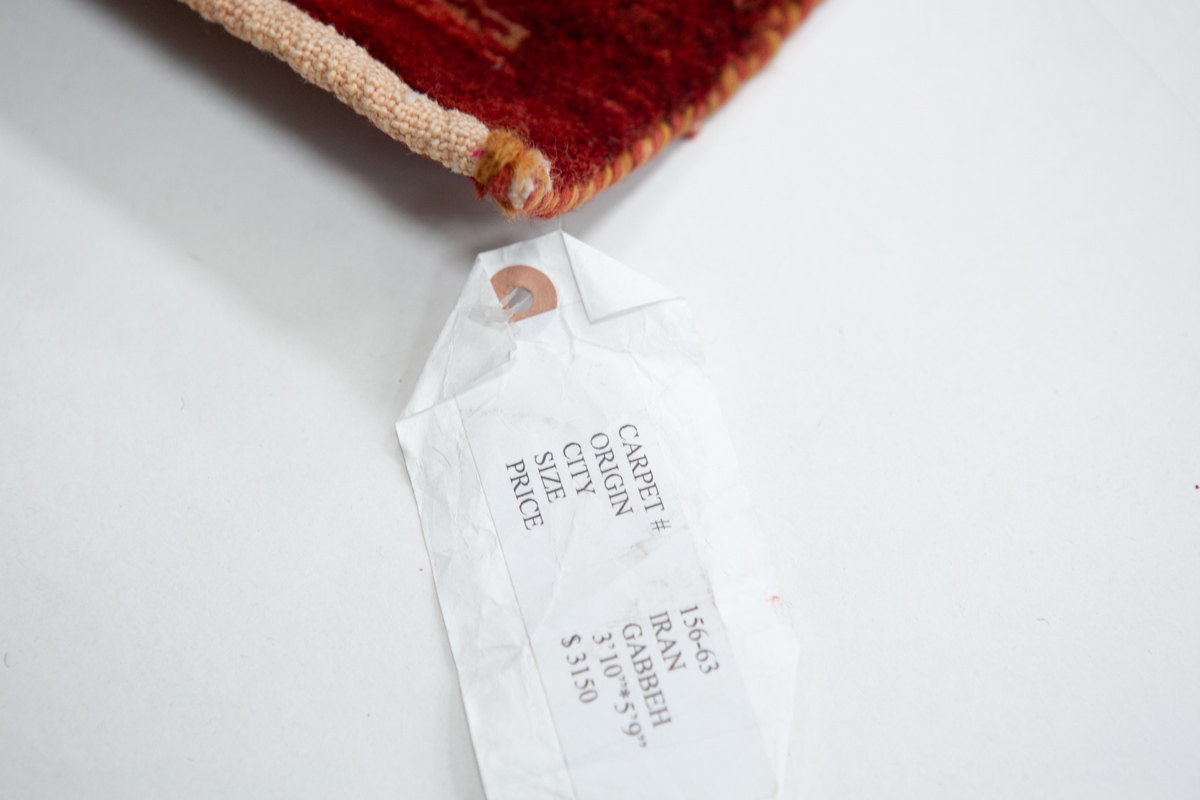 CARPET # 156-63
ORIGIN IRAN
CITY GABBEH
SIZE 3'10"*5'9"
PRICE $ 3150